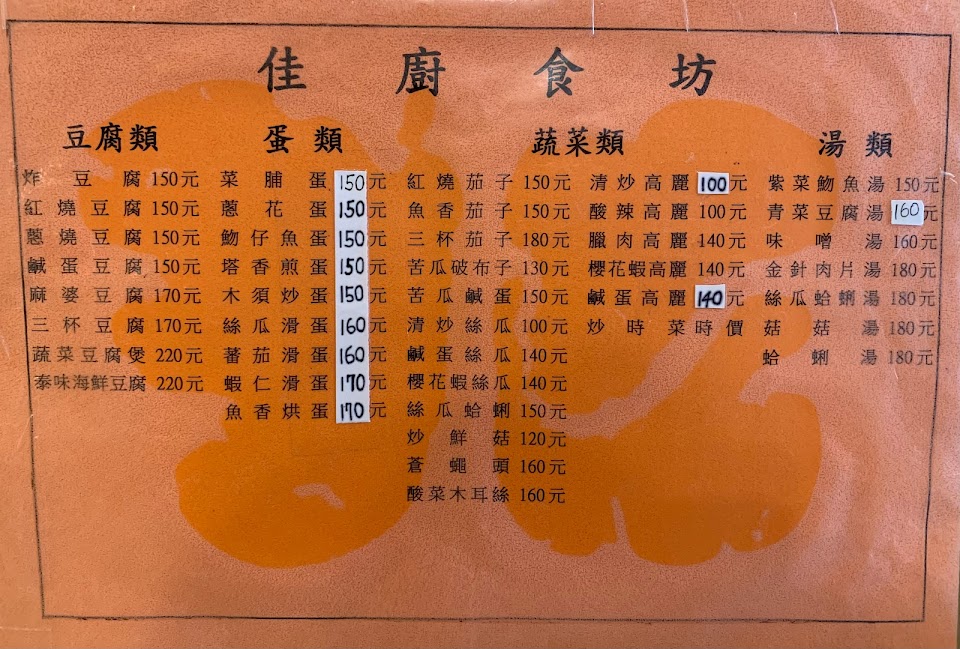 佳廚食坊
豆腐類
炸豆腐 150元
紅燒豆腐 150元
蔥燒豆腐 150元
鹹蛋豆腐 150元
麻婆豆腐 170元
三杯豆腐 170元
蔬菜豆腐煲 220元
泰味海鮮豆腐 220元
蛋類
菜脯蛋 150元
蔥花蛋 150元
魩仔魚蛋 150元
塔香煎蛋 150元
木須炒蛋 150元
絲瓜滑蛋 160元
蕃茄滑蛋 160元
蝦仁滑蛋 170元
魚香烘蛋 170元
蔬菜類
紅燒茄子 150元
魚香茄子 150元
三杯茄子 180元
苦瓜破布子 130元
苦瓜鹹蛋 150元
清炒絲瓜 100元
鹹蛋絲瓜 140元
櫻花蝦絲瓜 140元
絲瓜蛤蜊 150元
炒鮮菇 120元
蒼蠅頭 160元
酸菜木耳絲 160元
清炒高麗 100元
酸辣高麗 100元
臘肉高麗 140元
櫻花蝦高麗 140元
鹹蛋高麗 140元
炒時菜時價
湯類
紫菜魩魚湯 150元
青菜豆腐湯 160元
味噌湯 160元
金針肉片湯 180元
絲瓜蛤蜊湯 180元
菇菇湯 180元
蛤蜊湯 180元